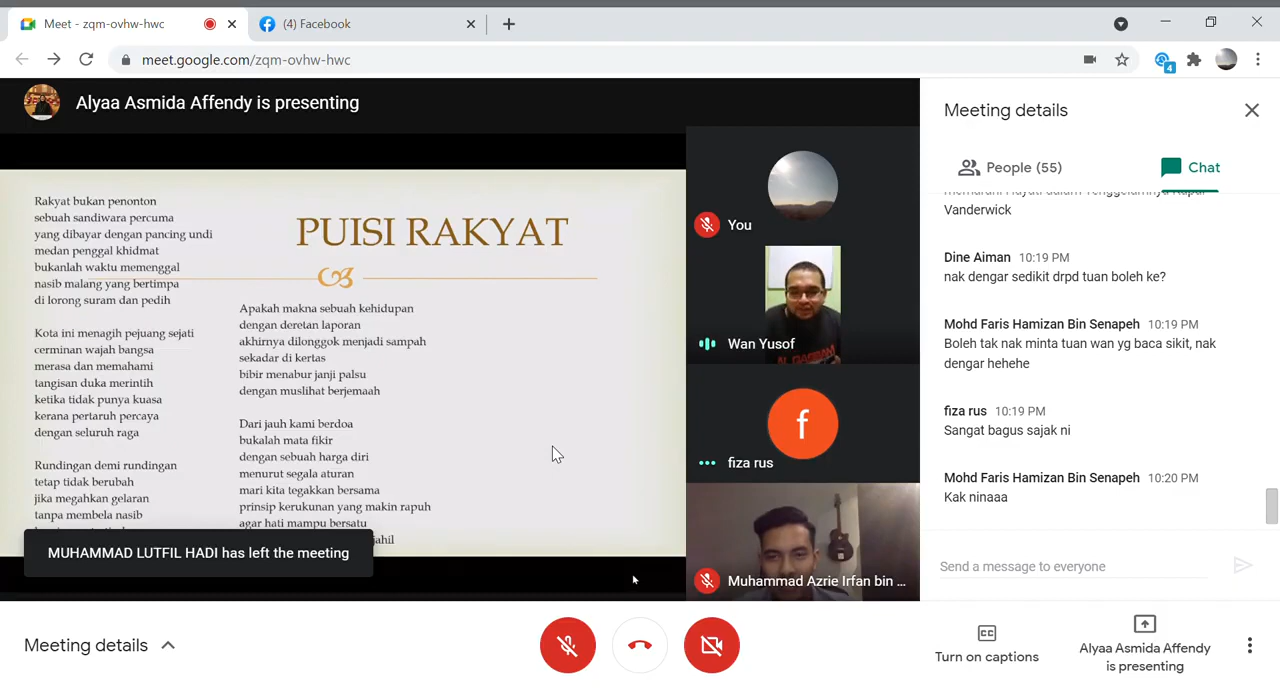 Meet - zqm-ovhw-hwc
(4) Facebook
meet.google.com/zqm-ovhw-hwc
4
Alyaa Asmida Affendy is presenting
Rakyat bukan penonton
sebuah sandiwara percuma
yang dibayar dengan pancing undi
medan penggal khidmat
bukanlah waktu memenggal
nasib malang yang bertimpa
di lorong suram dan pedih
Kota ini menagih pejuang sejati
cerminan wajah bangsa
merasa dan memahami
tangisan duka merintih
ketika tidak punya kuasa
kerana pertaruh percaya
dengan seluruh raga
Rundingan demi rundingan
tetap tidak berubah
jika megahkan gelaran
tanpa membela nasib
PUISI RAKYAT
Apakah makna sebuah kehidupan
dengan deretan laporan
akhirnya dilonggok menjadi sampah
sekadar di kertas
bibir menabur janji palsu
dengan muslihat berjemaah
Dari jauh kami berdoa
bukalah mata fikir
dengan sebuah harga diri
menurut segala aturan
mari kita tegakkan bersama
prinsip kerukunan yang makin rapuh
agar hati mampu bersatu
jahil
MUHAMMAD LUTFIL HADI has left the meeting
You
Wan Yusof
f
fiza rus
Muhammad Azrie Irfan bin ...
Meeting details
People (55)
Chat
Vanderwick
Dine Aiman 10:19 PM
nak dengar sedikit drpd tuan boleh ke?
Mohd Faris Hamizan Bin Senapeh 10:19 PM
Boleh tak nak minta tuan wan yg baca sikit, nak
dengar hehehe
fiza rus 10:19 PM
Sangat bagus sajak ni
Mohd Faris Hamizan Bin Senapeh 10:20 PM
Kak ninaaa
Send a message to everyone
Meeting details
Turn on captions
Alyaa Asmida Affendy
is presenting